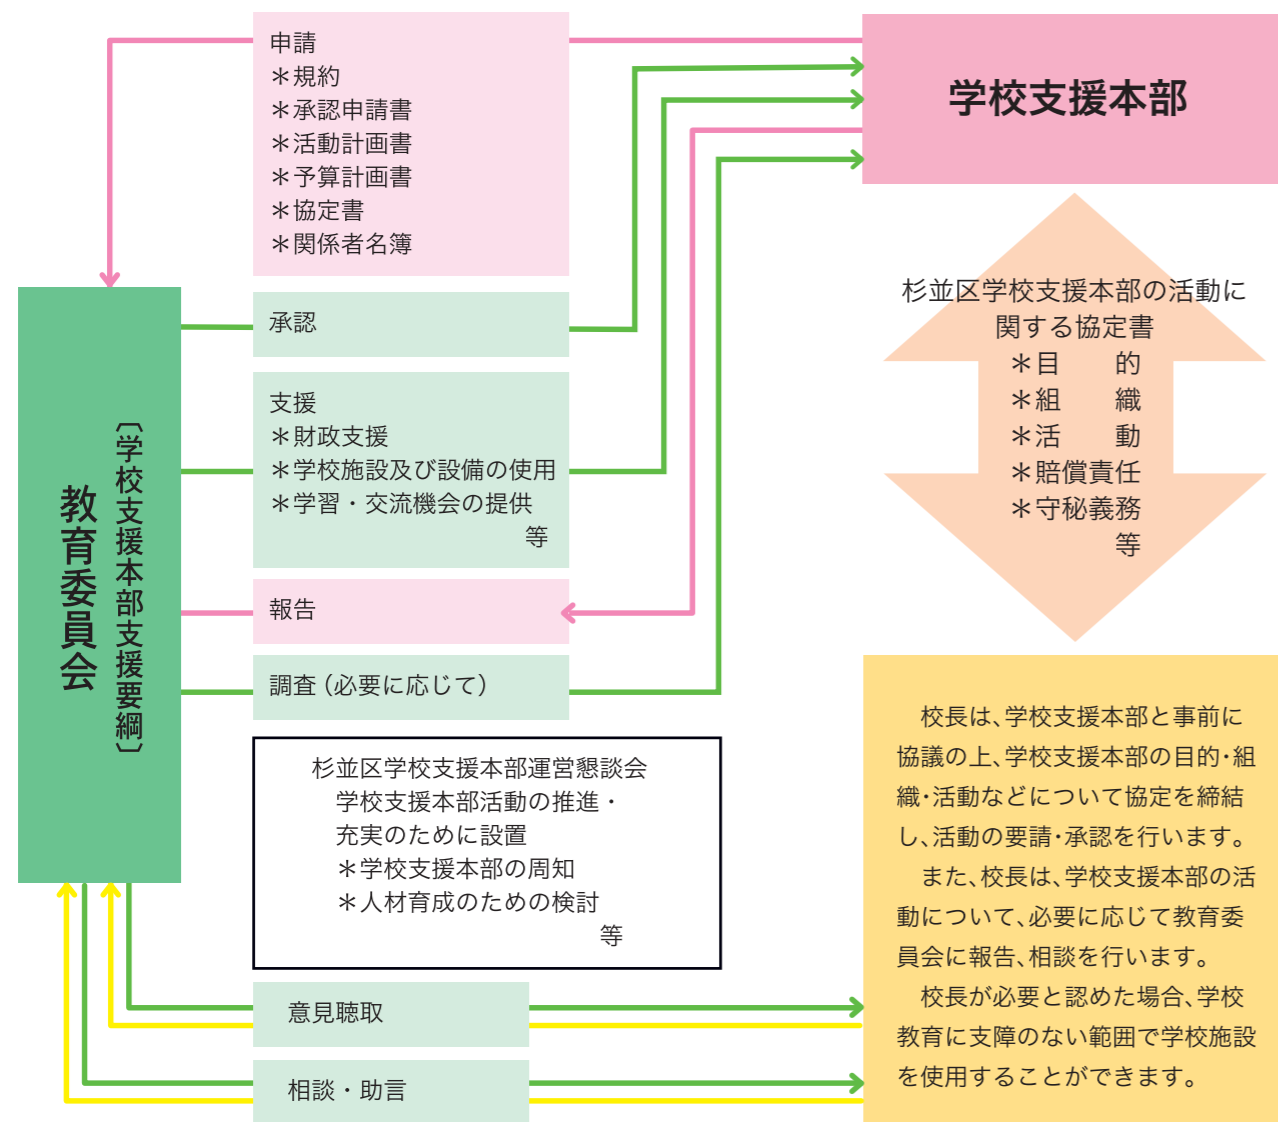 申請
＊規約
＊承認申請書
＊活動計画書
＊予算計画書
＊協定書
＊関係者名簿
学校支援本部
承認
支援
＊財政支援
＊学校施設及び設備の使用
＊学習・交流機会の提供
等
報告
調査（必要に応じて）
教育委員会
〔学校支援本部支援要綱〕
杉並区学校支援本部の活動に
関する協定書
＊目　　的
＊組　　織
＊活　　動
＊賠償責任
＊守秘義務
等
杉並区学校支援本部運営懇談会
学校支援本部活動の推進・
充実のために設置
＊学校支援本部の周知
＊人材育成のための検討
等
意見聴取
相談・助言
　校長は、学校支援本部と事前に
協議の上、学校支援本部の目的・組
織・活動などについて協定を締結
し、活動の要請・承認を行います。
　また、校長は、学校支援本部の活
動について、必要に応じて教育委
員会に報告、相談を行います。
　校長が必要と認めた場合、学校
教育に支障のない範囲で学校施設
を使用することができます。